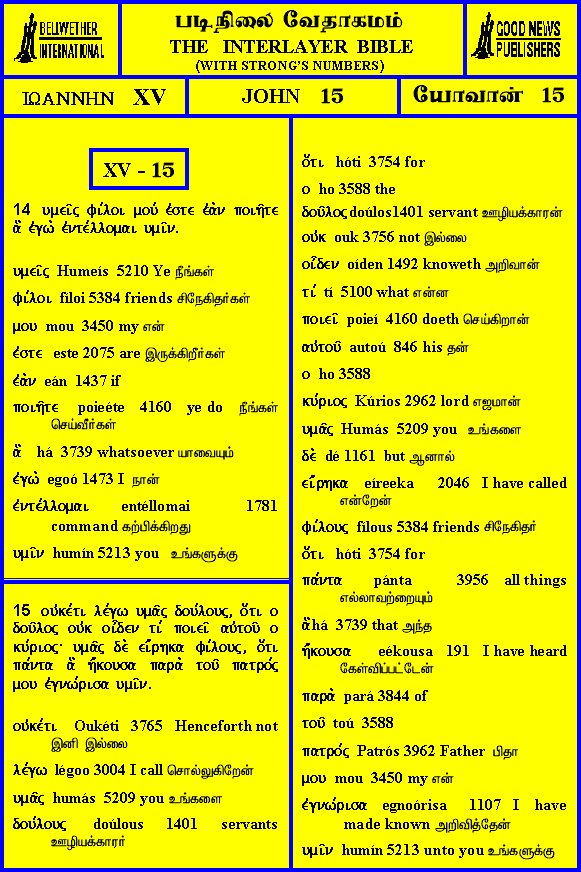 BELLWETHER
INTERNATIONAL
படிநிலை வேதாகமம்
THE INTERLAYER BIBLE
(WITH STRONG'S NUMBERS)
GOOD NEWS
PUBLISHERS
ΙΩΑΝΝΗΝ XV
JOHN 15
யோவான் 15
XV - 15
14 υμεῖς φίλοι μού ἐστε ἐὰν ποιῆτε
ἃ ἐγὼ ἐντέλλομαι υμῖν.
υμεῖς Humeís 5210 Ye நீங்கள்
φίλοι fíloi 5384 friends சிநேகிதர்கள்
μου mou 3450 my என்
ἐστε este 2075 are இருக்கிறீர்கள்
ἐὰν eán 1437 if
ποιῆτε poieéte 4160 ye do நீங்கள்
செய்வீர்கள்
ἃ há 3739 whatsoever யாவையும்
ἐγὼ egoó 1473 I நான்
ἐντέλλομαι entéllomai 1781
command கற்பிக்கிறது
υμῖν humín 5213 you உங்களுக்கு
15 οὐκέτι λέγω υμᾶς δούλους, ὅτι ο
δοῦλος οὐκ οἶδεν τί ποιεῖ αὐτοῦ ο
κύριος· υμᾶς δὲ εἴρηκα φίλους, ὅτι
πάντα ἃ ἤκουσα παρὰ τοῦ πατρός
μου ἐγνώρισα υμῖν.
οὐκέτι Oukéti 3765 Henceforth not
இனி இல்லை
λέγω légoo 3004 I call சொல்லுகிறேன்
υμᾶς humás 5209 you உங்களை
δούλους doúlous 1401 servants
ஊழியக்காரர்
ὅτι hóti 3754 for
ο ho 3588 the
δοῦλος doúlos1401 servant ஊழியக்காரன்
οὐκ ouk 3756 not இல்லை
οἶδεν oíden 1492 knoweth அறிவான்
τί tí 5100 what என்ன
ποιεῖ poieí 4160 doeth செய்கிறான்
αὐτοῦ autoú 846 his தன்
ο ho 3588
κύριος Kúrios 2962 lord எஜமான்
υμᾶς Humás 5209 you உங்களை
δὲ dé 1161 but ஆனால்
εἴρηκα eíreeka 2046 I have called
என்றேன்
φίλους fílous 5384 friends சிநேகிதர்
ὅτι hóti 3754 for
πάντα pánta 3956 all things
எல்லாவற்றையும்
ἃ há 3739 that அந்த
ἤκουσα eékousa 191 I have heard
கேள்விப்பட்டேன்
παρὰ pará 3844 of
τοῦ toú 3588
πατρός Patrós 3962 Father பிதா
μου mou 3450 my என்
ἐγνώρισα egnoórisa 1107 I have
made known அறிவித்தேன்
υμῖν humín 5213 unto you உங்களுக்கு